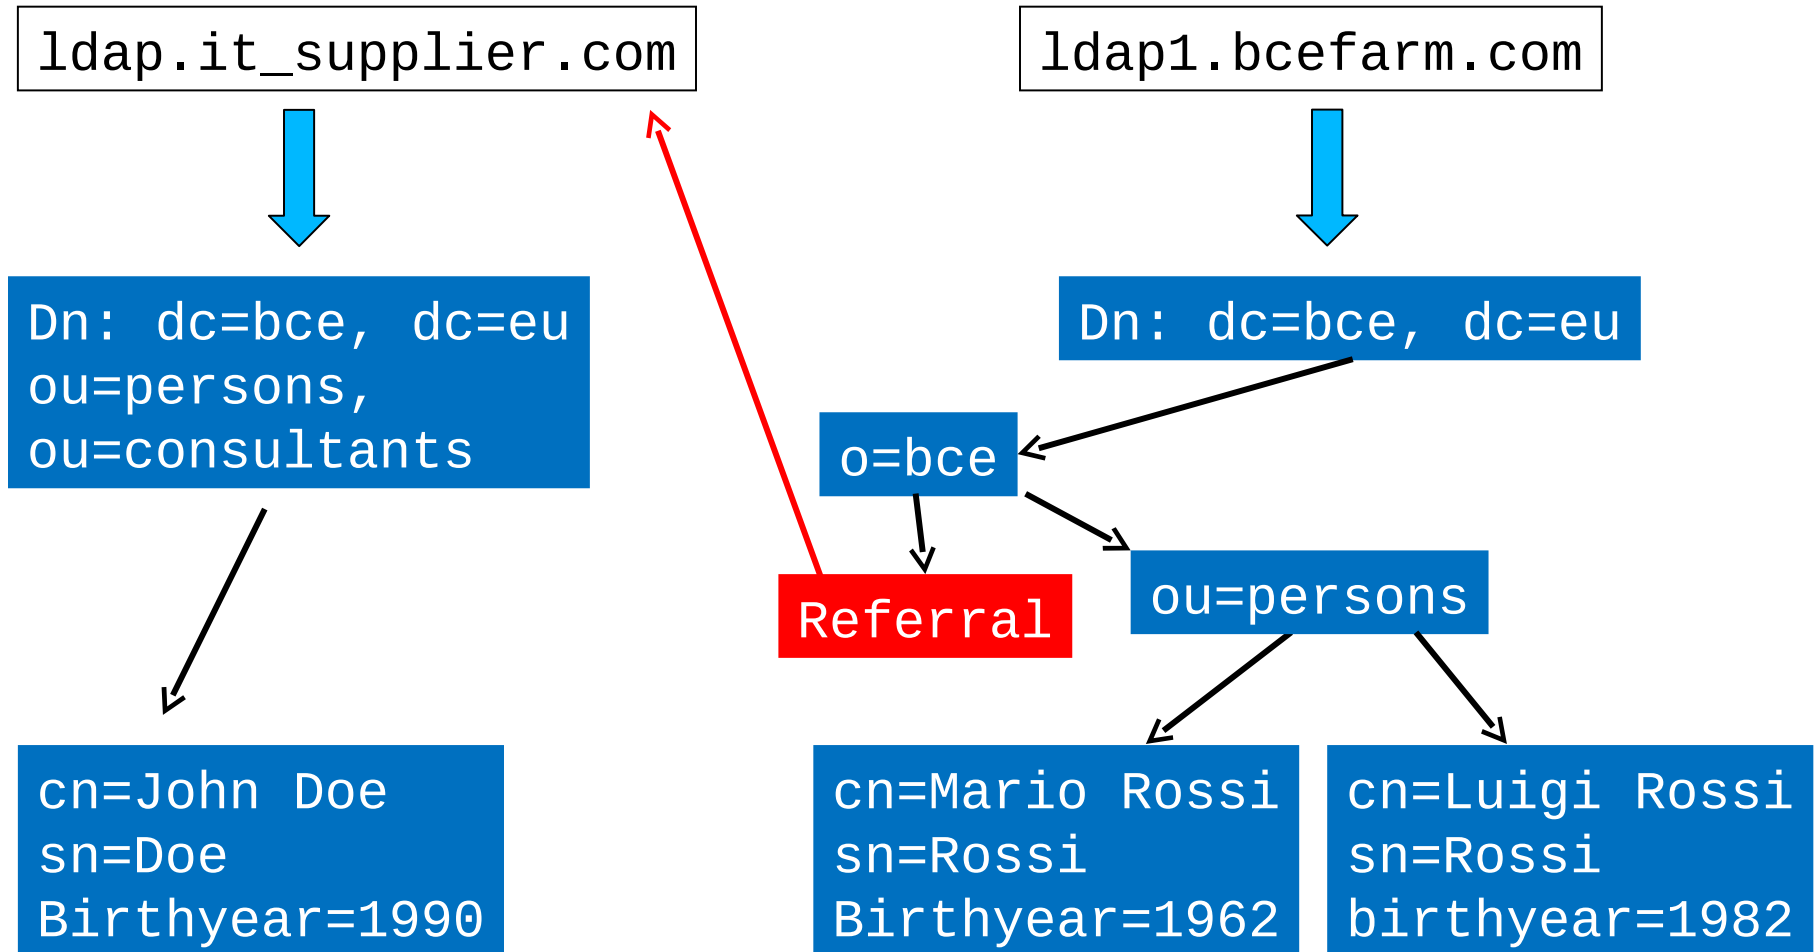 ldap.it_supplier.com
ldap1.bcefarm.com
Dn: dc=bce, dc=eu
ou=persons,
ou=consultants
Dn: dc=bce, dc=eu
o=bce
Referral
ou=persons
cn=John Doe
sn=Doe
Birthyear=1990
cn=Mario Rossi
sn=Rossi
Birthyear=1962
cn=Luigi Rossi
sn=Rossi
birthyear=1982